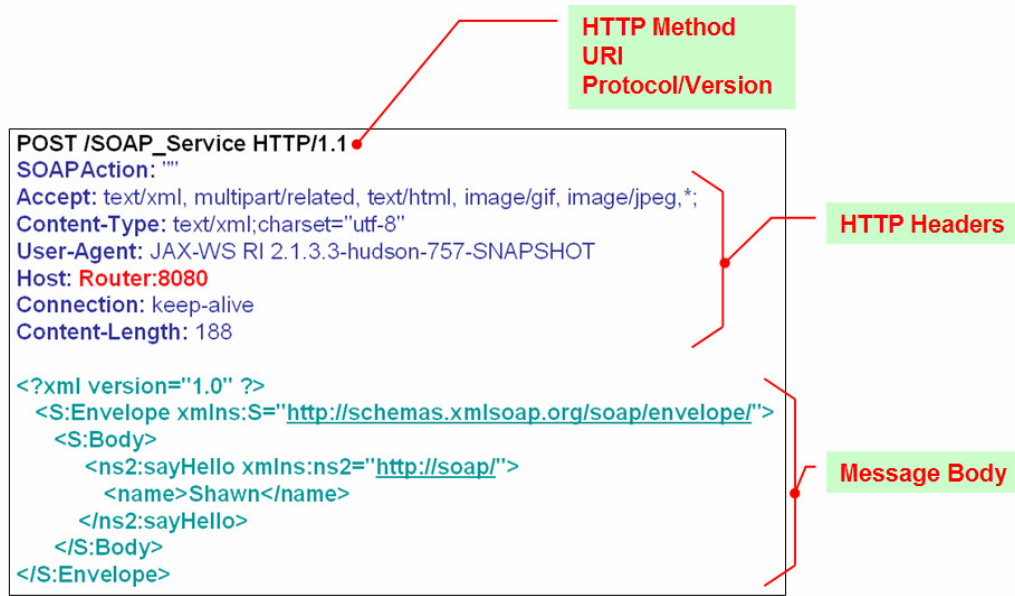 HTTP Method
URI
Protocol/Version
POST /SOAP_Service HTTP/1.1
SOAPAction: ""
Accept: text/xml, multipart/related, text/html, image/gif, image/jpeg,*;
Content-Type: text/xml;charset="utf-8"
User-Agent: JAX-WS RI 2.1.3.3-hudson-757-SNAPSHOT
Host: Router:8080
Connection: keep-alive
Content-Length: 188
HTTP Headers
<?xml version="1.0" ?>
<S:Envelope xmlns:S="http://schemas.xmlsoap.org/soap/envelope/">
<S:Body>
<ns2:sayHello xmlns:ns2="http://soap/">
<name>Shawn</name>
</ns2:sayHello>
</S:Body>
</S:Envelope>
Message Body